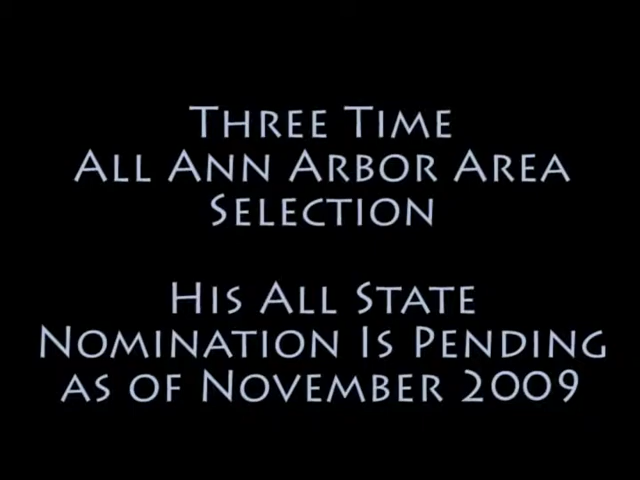 Three Time
All Ann Arbor Area
Selection
His All State
Nomination Is Pending
as of November 2009